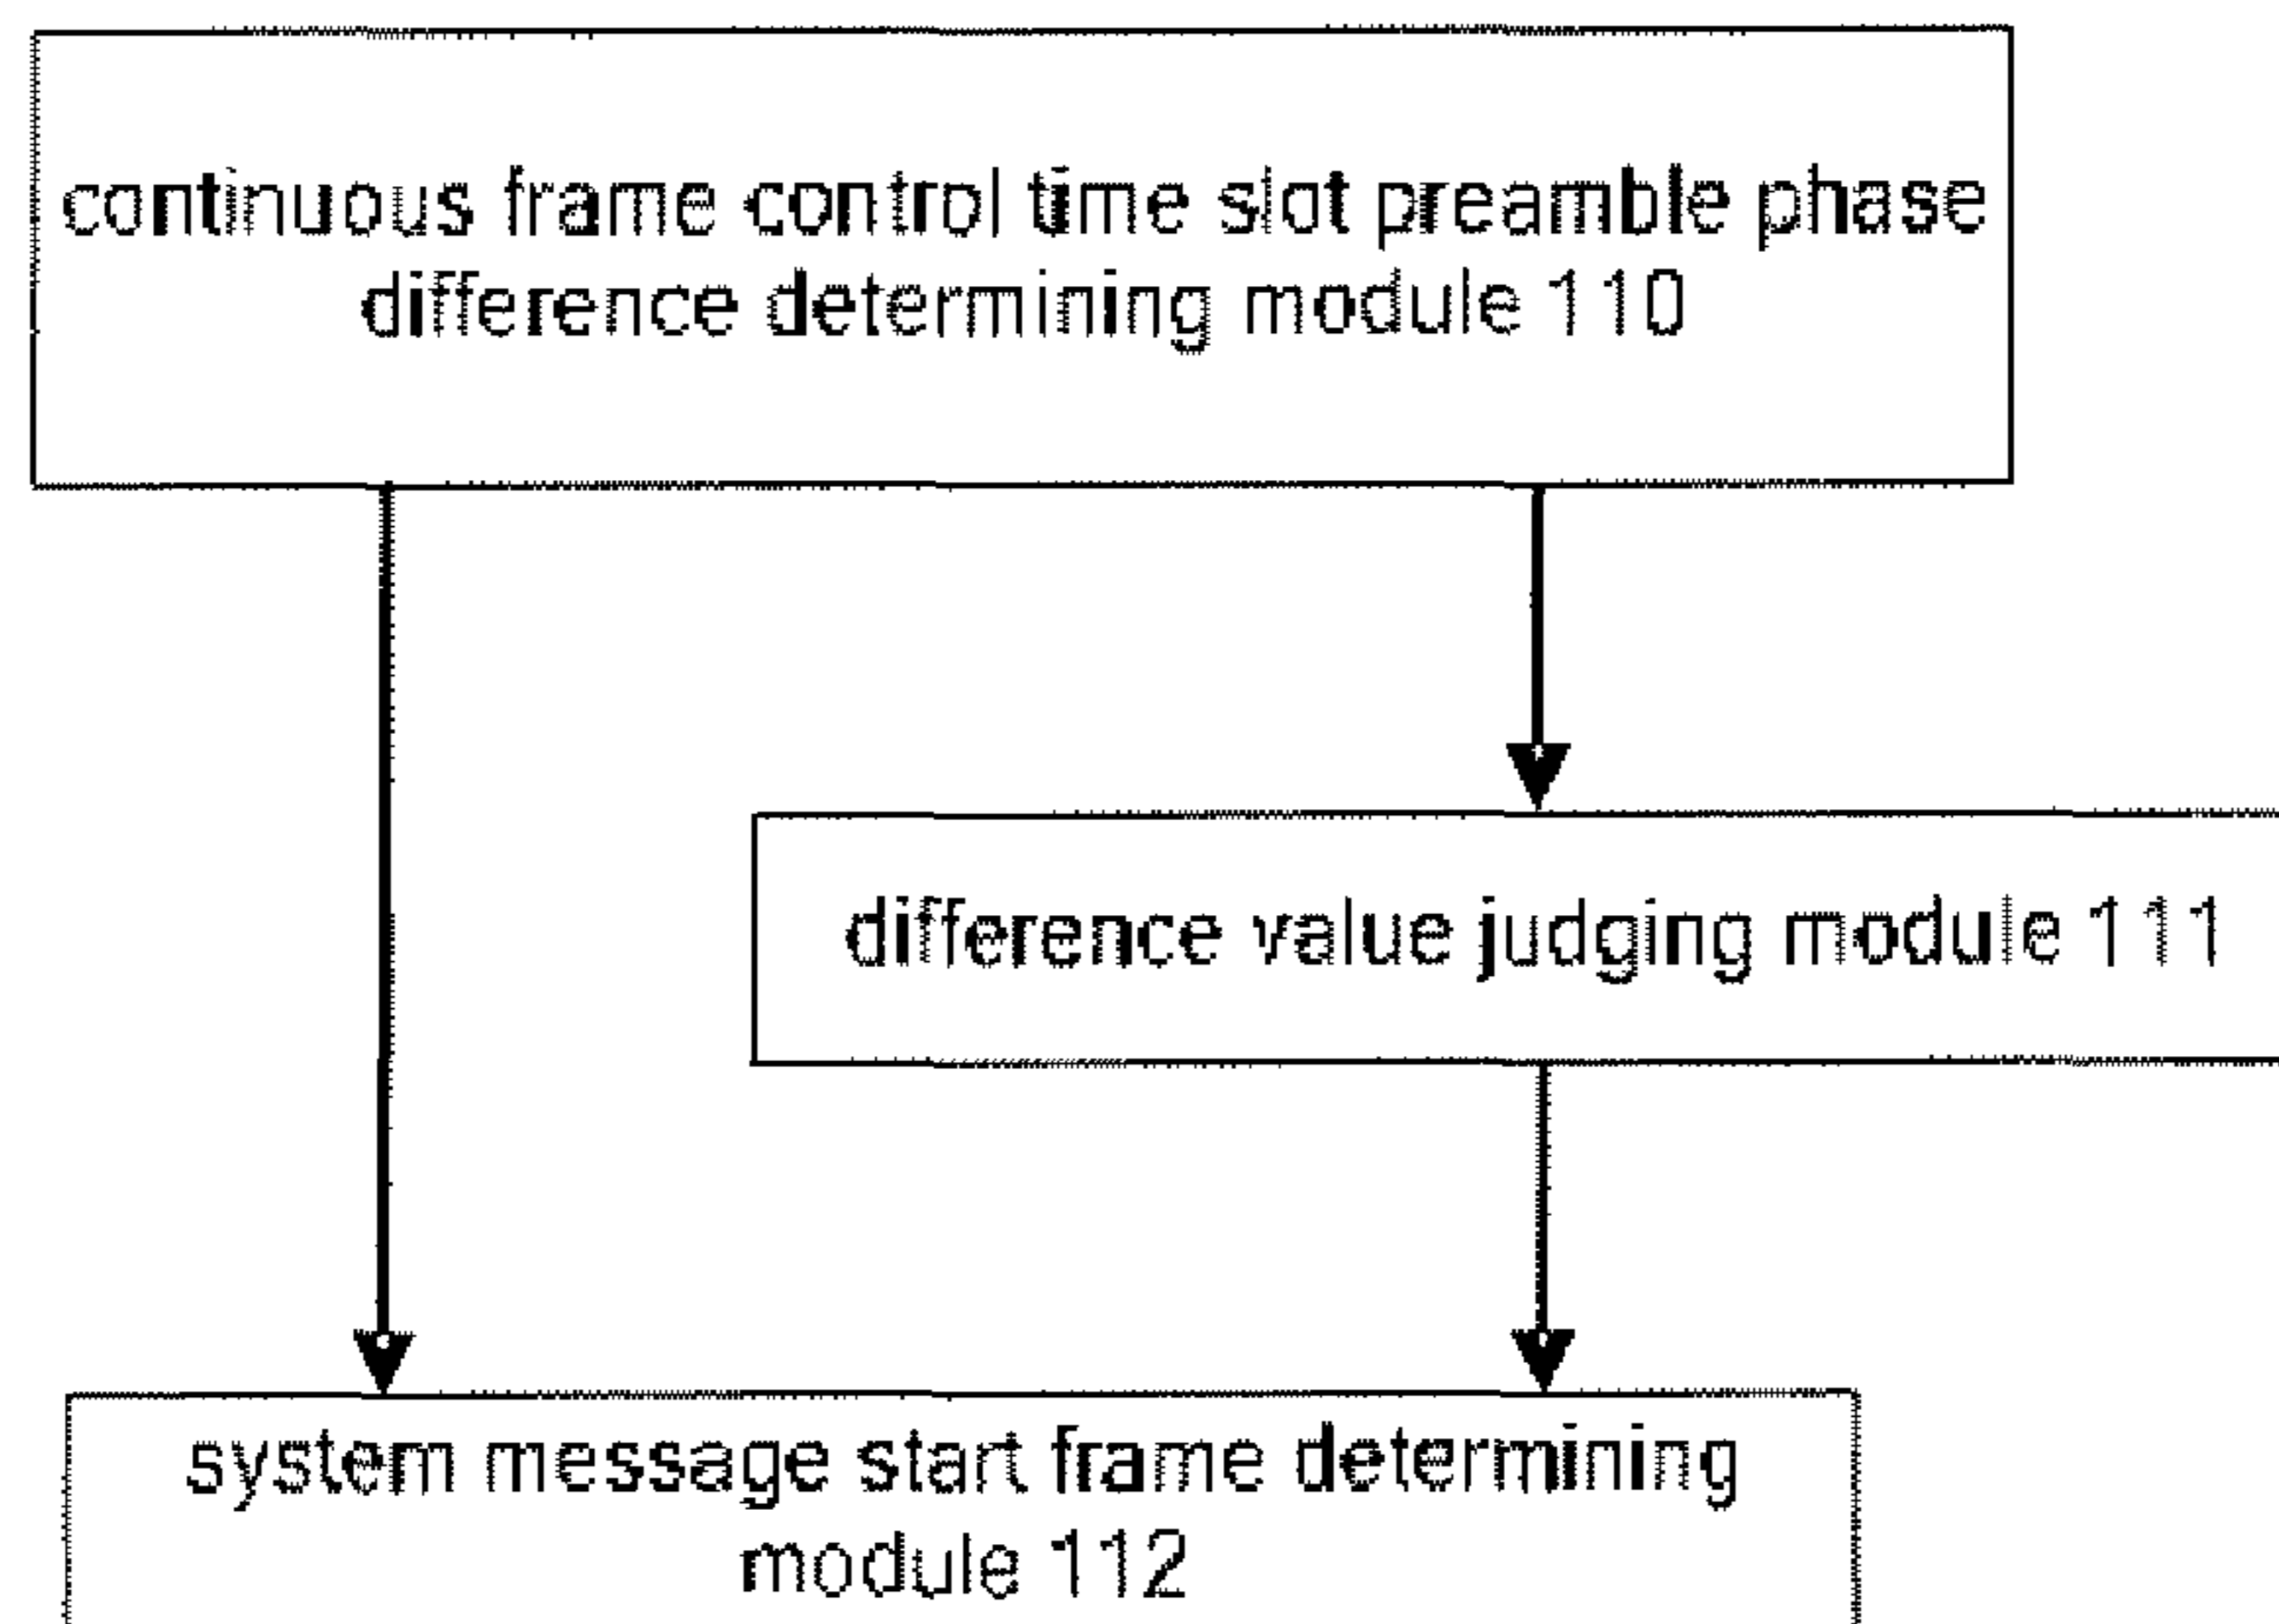 continuous frame control time slot preamble phase
difference determining module 110
difference value judging module 111
system message start frame determining
module 112